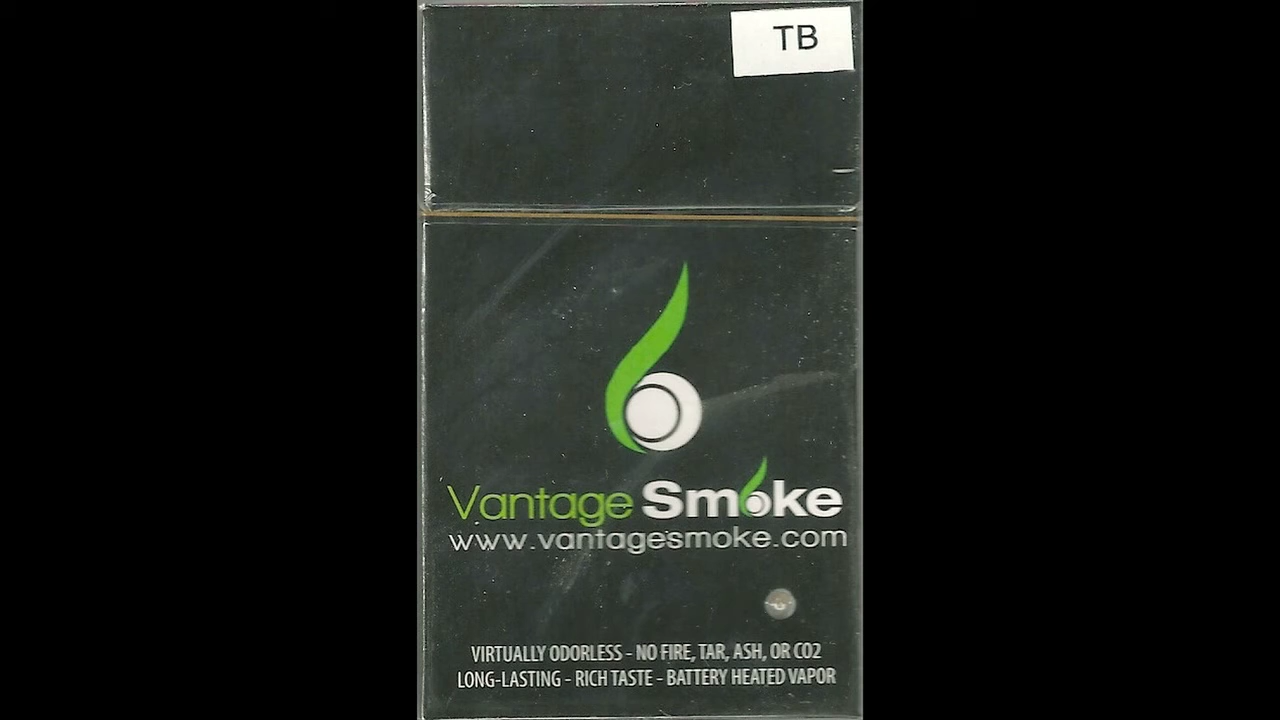 TB
Vantage Smoke
www.vantagesmoke.com
VIRTUALLY ODORLESS - NO FIRE, TAR, ASH, OR CO2
LONG-LASTING - RICH TASTE - BATTERY HEATED VAPOR